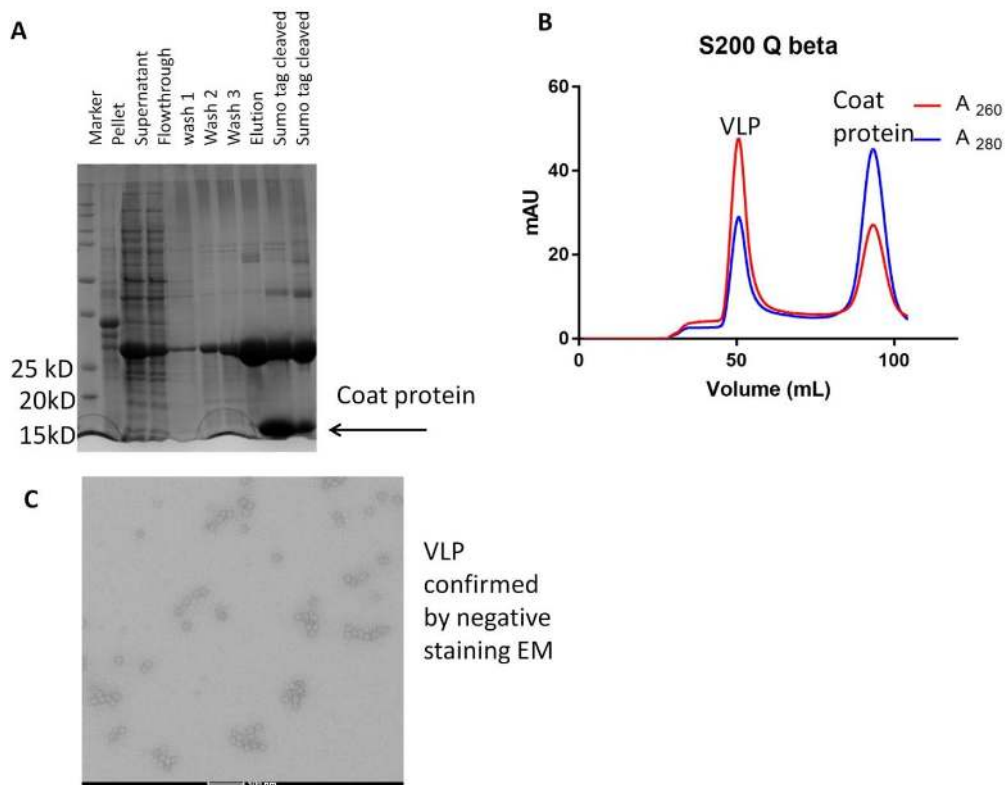 A
Marker
Pellet
Supernatant
Flowthrough
wash 1
Wash 2
Wash 3
Elution
Sumo tag cleaved
Sumo tag cleaved
25 kD
20kD
15kD
Coat protein
B
S200 Q beta
60
40
20
0
mAU
VLP
Coat
protein
A 260
A 280
0
50
100
Volume (mL)
C
VLP
confirmed
by negative
staining EM